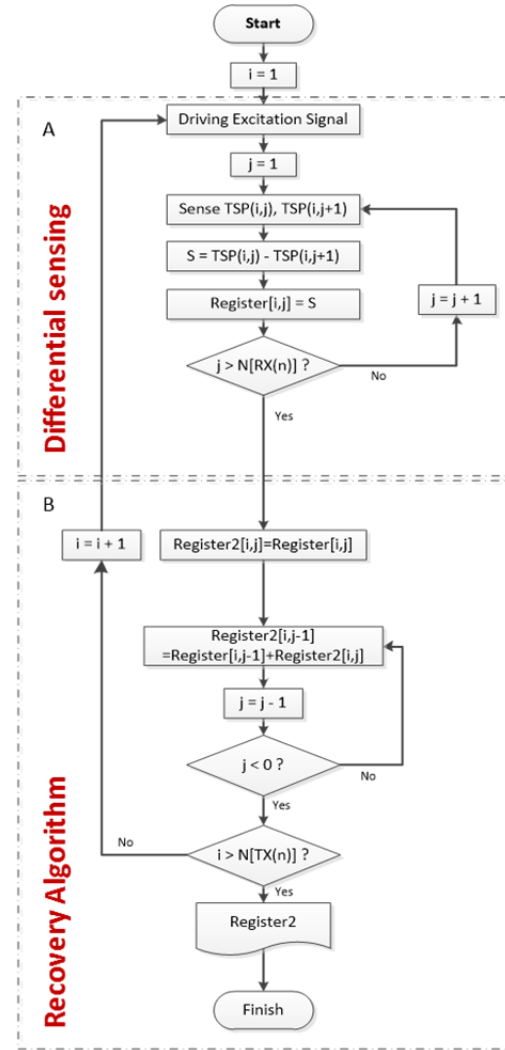 Start
i = 1
A
Differential sensing
Driving Excitation Signal
j = 1
Sense TSP(i,j), TSP(i,j+1)
S = TSP(i,j) - TSP(i,j+1)
Register[i,j] = S
j = j + 1
j > N[RX(n)] ?
No
Yes
B
Recovery Algorithm
i = i + 1
Register2[i,j]=Register[i,j]
Register2[i,j-1]
=Register[i,j-1]+Register2[i,j]
j = j - 1
j < 0 ?
No
Yes
i > N[TX(n)] ?
No
Yes
Register2
Finish